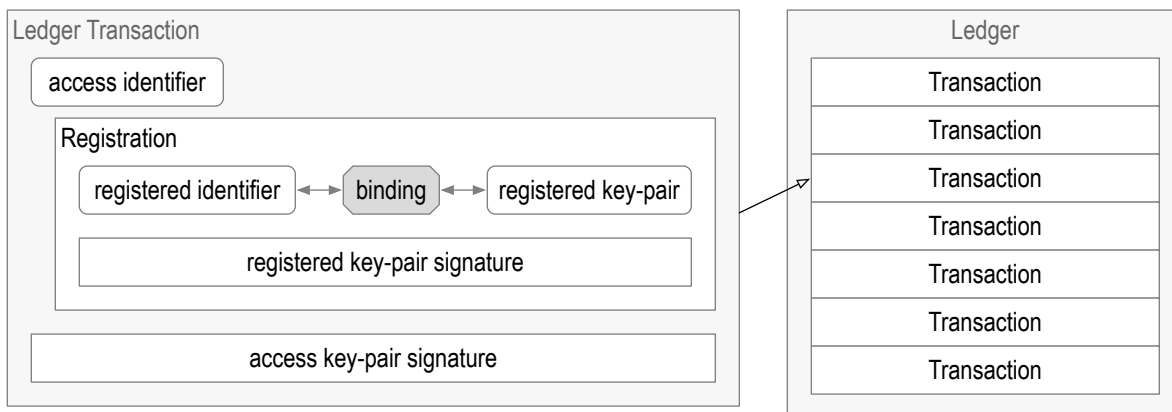 Ledger Transaction
access identifier
Registration
registered identifier
binding
registered key-pair
registered key-pair signature
access key-pair signature
Ledger
Transaction
Transaction
Transaction
Transaction
Transaction
Transaction
Transaction